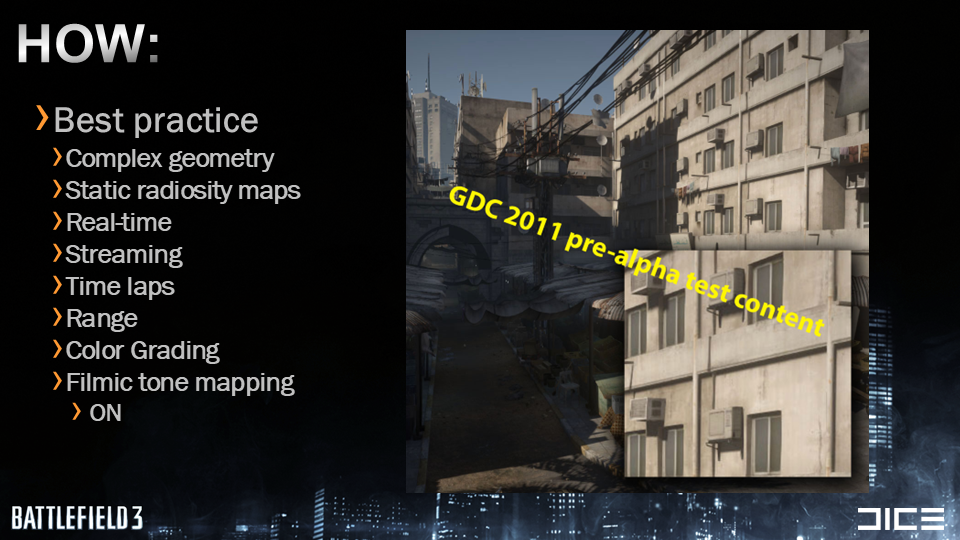 HOW:
Best practice
Complex geometry
Static radiosity maps
Real-time
Streaming
Time laps
Range
Color Grading
Filmic tone mapping
ON
GDC 2011 pre-alpha test content
BATTLEFIELD 3
DICE